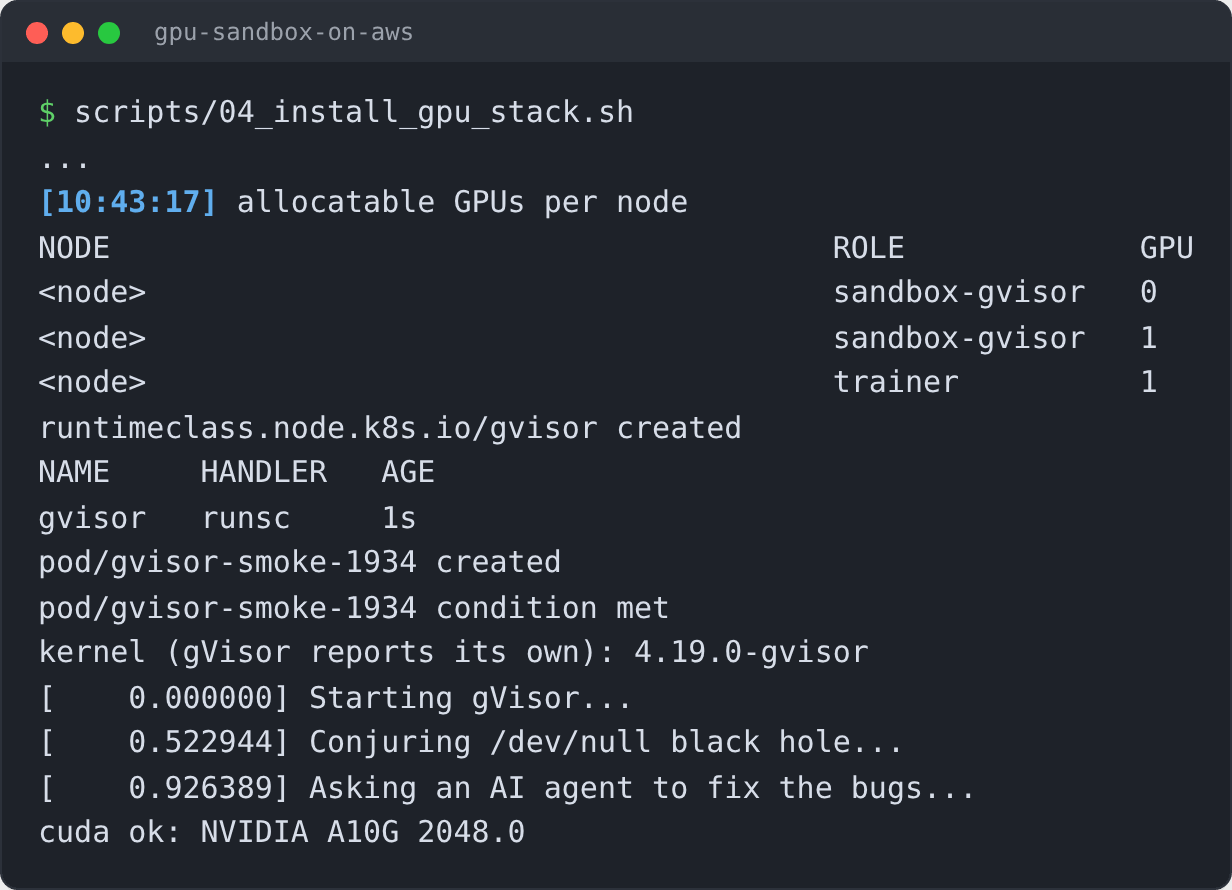 gpu-sandbox-on-aws
$ scripts/04_install_gpu_stack.sh
...
[10:43:17] allocatable GPUs per node
NODE                                        ROLE             GPU
<node>                                      sandbox-gvisor   0
<node>                                      sandbox-gvisor   1
<node>                                      trainer          1
runtimeclass.node.k8s.io/gvisor created
NAME     HANDLER   AGE
gvisor   runsc     1s
pod/gvisor-smoke-1934 created
pod/gvisor-smoke-1934 condition met
kernel (gVisor reports its own): 4.19.0-gvisor
[    0.000000] Starting gVisor...
[    0.522944] Conjuring /dev/null black hole...
[    0.926389] Asking an AI agent to fix the bugs...
cuda ok: NVIDIA A10G 2048.0